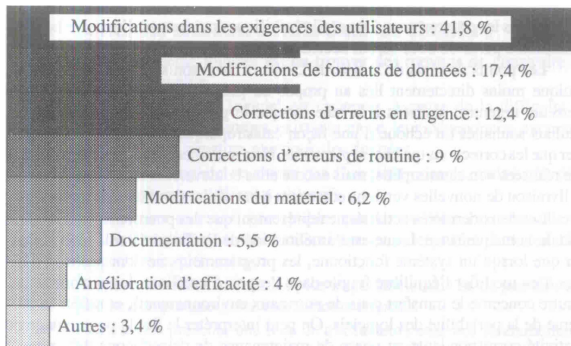 Modifications dans les exigences des utilisateurs : 41,8 %
Modifications de formats de données : 17,4 %
Corrections d'erreurs en urgence : 12,4 %
Corrections d'erreurs de routine : 9 %
Modifications du matériel : 6,2 %
Documentation : 5,5 %
Amélioration d'efficacité : 4 %
Autres : 3,4 %